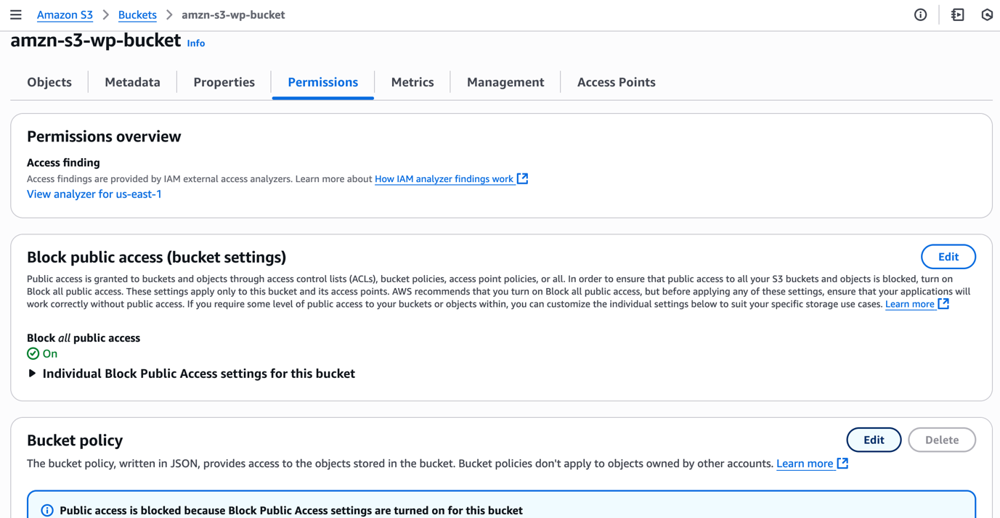 Amazon S3 > Buckets > amzn-s3-wp-bucket
amzn-s3-wp-bucket Info
Objects Metadata Properties Permissions Metrics Management Access Points
Permissions overview
Access finding
Access findings are provided by IAM external access analyzers. Learn more about How IAM analyzer findings work
View analyzer for us-east-1
Block public access (bucket settings) Edit
Public access is granted to buckets and objects through access control lists (ACLs), bucket policies, access point policies, or all. In order to ensure that public access to all your S3 buckets and objects is blocked, turn on
Block all public access. These settings apply only to this bucket and its access points. AWS recommends that you turn on Block all public access, but before applying any of these settings, ensure that your applications will
work correctly without public access. If you require some level of public access to your buckets or objects within, you can customize the individual settings below to suit your specific storage use cases. Learn more
Block all public access
On
Individual Block Public Access settings for this bucket
Bucket policy Edit Delete
The bucket policy, written in JSON, provides access to the objects stored in the bucket. Bucket policies don't apply to objects owned by other accounts. Learn more
Public access is blocked because Block Public Access settings are turned on for this bucket